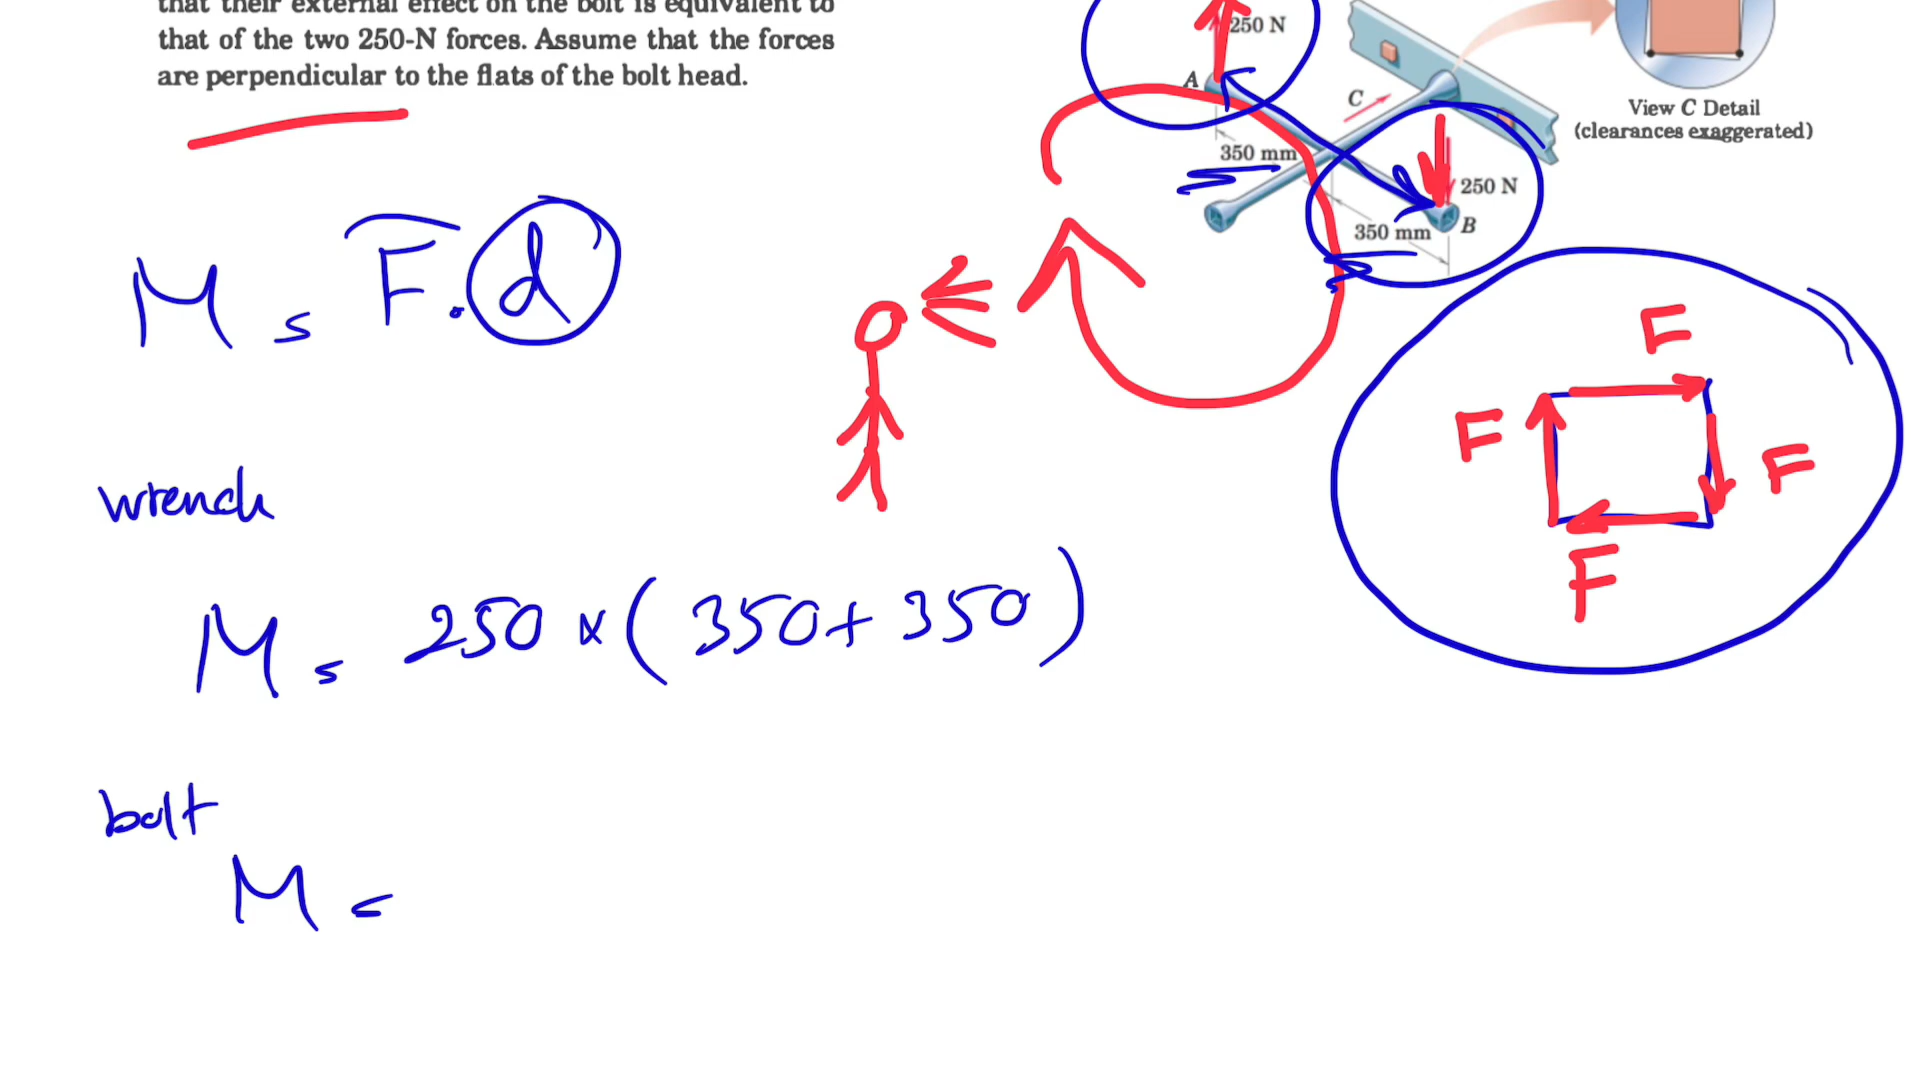 that their external effect on the bolt is equivalent to
that of the two 250-N forces. Assume that the forces
are perpendicular to the flats of the bolt head.
250 N
A
C
350 mm
250 N
B
350 mm
View C Detail
(clearances exaggerated)
M = F.d
F
F
F
F
wrench
M = 250 × (350+350)
bolt
M =